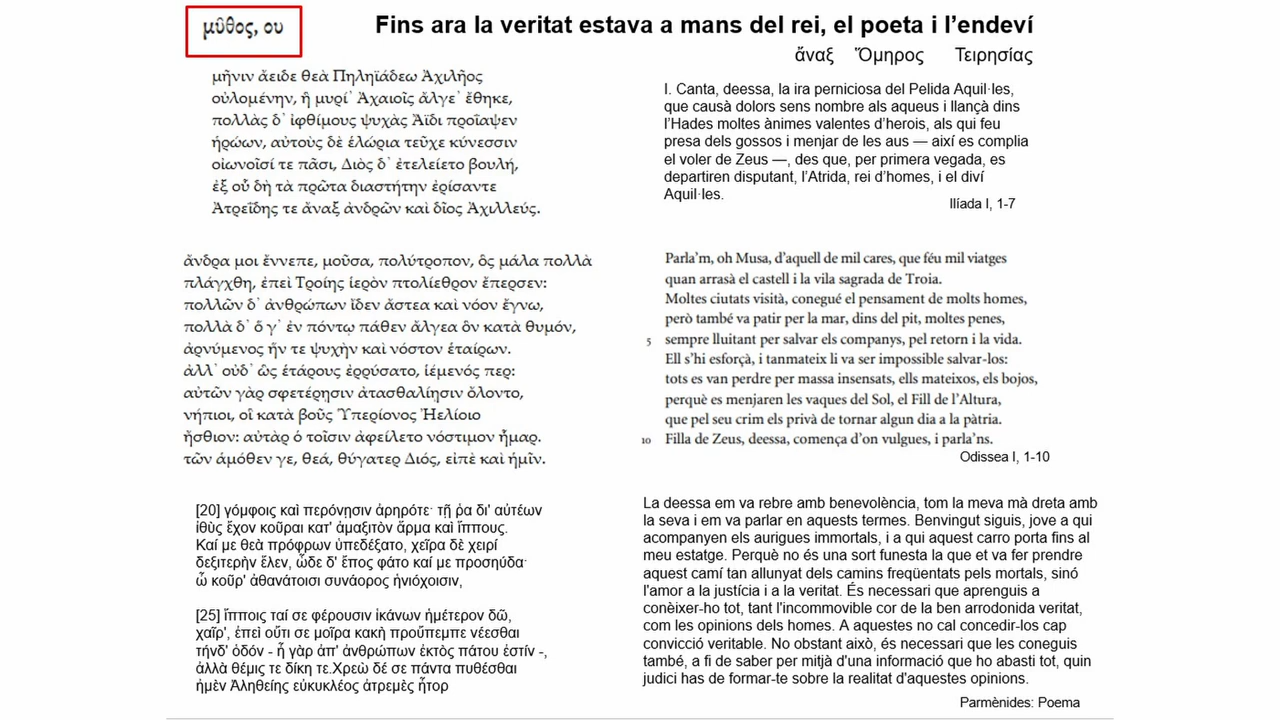 μῦθος, ου
Fins ara la veritat estava a mans del rei, el poeta i l’endeví
ἄναξ Ὅμηρος Τειρησίας
μῆνιν ἄειδε θεὰ Πηληϊάδεω Ἀχιλῆος
οὐλομένην, ἣ μυρί᾽ Ἀχαιοῖς ἄλγε᾽ ἔθηκε,
πολλὰς δ᾽ ἰφθίμους ψυχὰς Ἄϊδι προΐαψεν
ἡρώων, αὐτοὺς δὲ ἑλώρια τεῦχε κύνεσσιν
οἰωνοῖσί τε πᾶσι, Διὸς δ᾽ ἐτελείετο βουλή,
ἐξ οὗ δὴ τὰ πρῶτα διαστήτην ἐρίσαντε
Ἀτρεΐδης τε ἄναξ ἀνδρῶν καὶ δῖος Ἀχιλλεύς.
I. Canta, deessa, la ira perniciosa del Pelida Aquil·les,
que causà dolors sens nombre als aqueus i llançà dins
l’Hades moltes ànimes valentes d’herois, als qui feu
presa dels gossos i menjar de les aus — així es complia
el voler de Zeus —, des que, per primera vegada, es
departiren disputant, l’Atrida, rei d’homes, i el diví
Aquil·les.
Ilíada I, 1-7
ἄνδρα μοι ἔννεπε, μοῦσα, πολύτροπον, ὃς μάλα πολλὰ
πλάγχθη, ἐπεὶ Τροίης ἱερὸν πτολίεθρον ἔπερσεν:
πολλῶν δ᾽ ἀνθρώπων ἴδεν ἄστεα καὶ νόον ἔγνω,
πολλὰ δ᾽ ὅ γ᾽ ἐν πόντῳ πάθεν ἄλγεα ὃν κατὰ θυμόν,
ἀρνύμενος ἥν τε ψυχὴν καὶ νόστον ἑταίρων.
ἀλλ᾽ οὐδ᾽ ὣς ἑτάρους ἐρρύσατο, ἱέμενός περ:
αὐτῶν γὰρ σφετέρῃσιν ἀτασθαλίῃσιν ὄλοντο,
νήπιοι, οἳ κατὰ βοῦς Ὑπερίονος Ἠελίοιο
ἤσθιον: αὐτὰρ ὁ τοῖσιν ἀφείλετο νόστιμον ἦμαρ.
τῶν ἁμόθεν γε, θεά, θύγατερ Διός, εἰπὲ καὶ ἡμῖν.
Parla’m, oh Musa, d’aquell de mil cares, que féu mil viatges
quan arrasà el castell i la vila sagrada de Troia.
Moltes ciutats visità, conegué el pensament de molts homes,
però també va patir per la mar, dins del pit, moltes penes,
5 sempre lluitant per salvar els companys, pel retorn i la vida.
Ell s’hi esforçà, i tanmateix li va ser impossible salvar-los:
tots es van perdre per massa insensats, ells mateixos, els bojos,
perquè es menjaren les vaques del Sol, el Fill de l’Altura,
que pel seu crim els privà de tornar algun dia a la pàtria.
10 Filla de Zeus, deessa, comença d’on vulgues, i parla’ns.
Odissea I, 1-10
[20] γόμφοις καὶ περόνῃσιν ἀρηρότε· τῇ ῥα δι' αὐτέων
ἰθὺς ἔχον κοῦραι κατ' ἀμαξιτὸν ἅρμα καὶ ἵππους.
Καί με θεὰ πρόφρων ὑπεδέξατο, χεῖρα δὲ χειρί
δεξιτερὴν ἕλεν, ὧδε δ' ἔπος φάτο καί με προσηύδα·
ὦ κοῦρ' ἀθανάτοισι συνάορος ἡνιόχοισιν,
[25] ἵπποις ταί σε φέρουσιν ἱκάνων ἡμέτερον δῶ,
χαῖρ', ἐπεὶ οὔτι σε μοῖρα κακὴ προὔπεμπε νέεσθαι
τήνδ' ὁδόν - ἦ γὰρ ἀπ' ἀνθρώπων ἐκτὸς πάτου ἐστίν -,
ἀλλὰ θέμις τε δίκη τε.Χρεὼ δέ σε πάντα πυθέσθαι
ἠμὲν Ἀληθείης εὐκυκλέος ἀτρεμὲς ἦτορ
La deessa em va rebre amb benevolència, tom la meva mà dreta amb
la seva i em va parlar en aquests termes. Benvingut siguis, jove a qui
acompanyen els aurigues immortals, i a qui aquest carro porta fins al
meu estatge. Perquè no és una sort funesta la que et va fer prendre
aquest camí tan allunyat dels camins freqüentats pels mortals, sinó
l'amor a la justícia i a la veritat. És necessari que aprenguis a
conèixer-ho tot, tant l'incommovible cor de la ben arrodonida veritat,
com les opinions dels homes. A aquestes no cal concedir-los cap
convicció veritable. No obstant això, és necessari que les coneguis
també, a fi de saber per mitjà d'una informació que ho abasti tot, quin
judici has de formar-te sobre la realitat d'aquestes opinions.
Parmènides: Poema